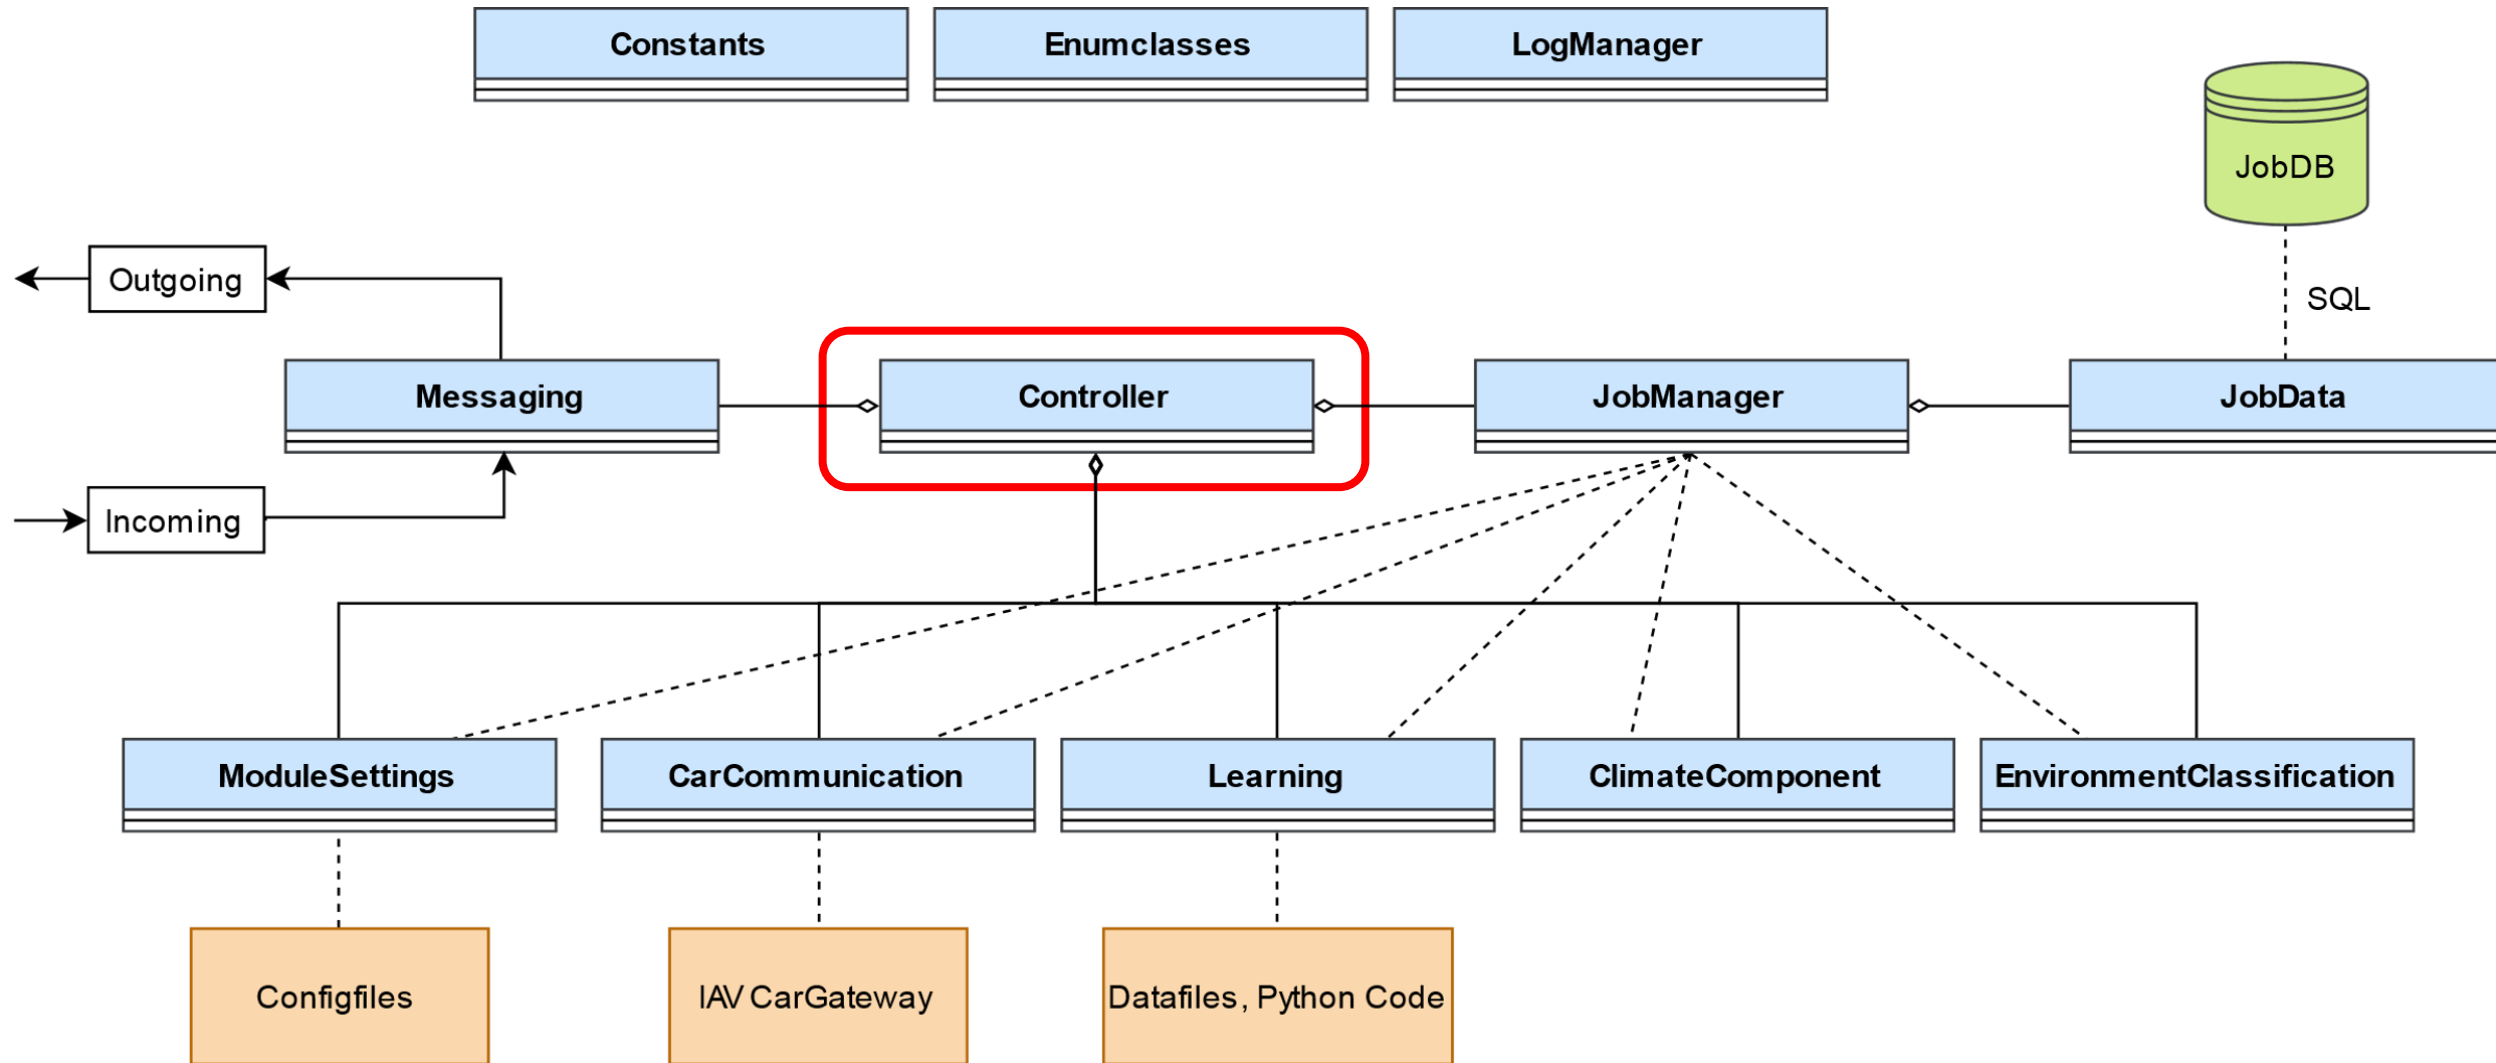 Constants
Enumclasses
LogManager
JobDB
Outgoing
SQL
Messaging
Controller
JobManager
JobData
Incoming
ModuleSettings
CarCommunication
Learning
ClimateComponent
EnvironmentClassification
Configfiles
IAV CarGateway
Datafiles, Python Code